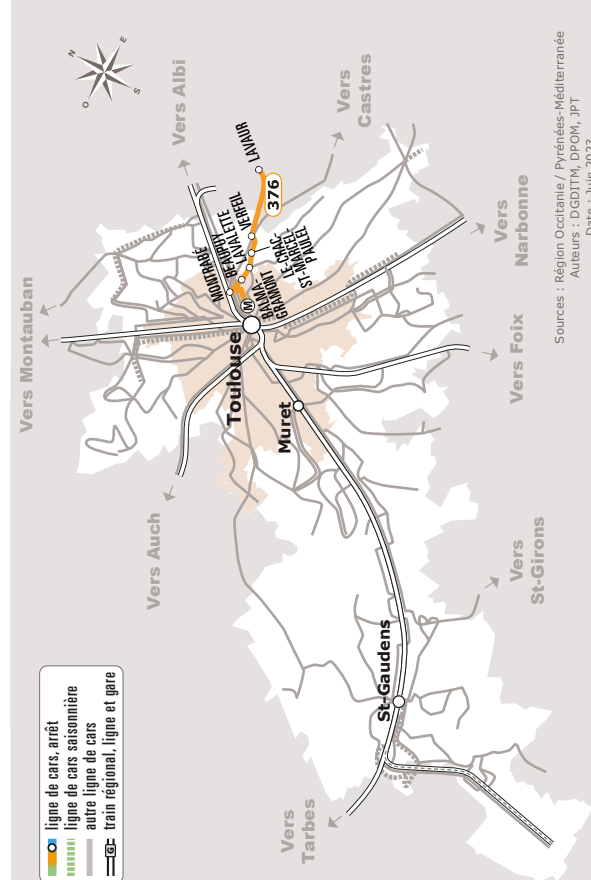 ligne de cars, arrêt
ligne de cars saisonnière
autre ligne de cars
G
train régional, ligne et gare
Vers
Tarbes
St-Gaudens
Vers
St-Girons
Vers Auch
Muret
Toulouse
Vers Foix
Vers Montauban
M
BALMA-
GRAMONT
MONTRABÉ
BEAUPUY
LAVALETTE
VERFEIL
ST-MARCEL-
PAULEL
LAVAUR
376
Vers Albi
Vers
Castres
Vers
Narbonne
N
E
S
O
Sources : Région Occitanie / Pyrénées-Méditerranée
Auteurs : DGDITM, DPOM, JPT
Date : Juin 2023